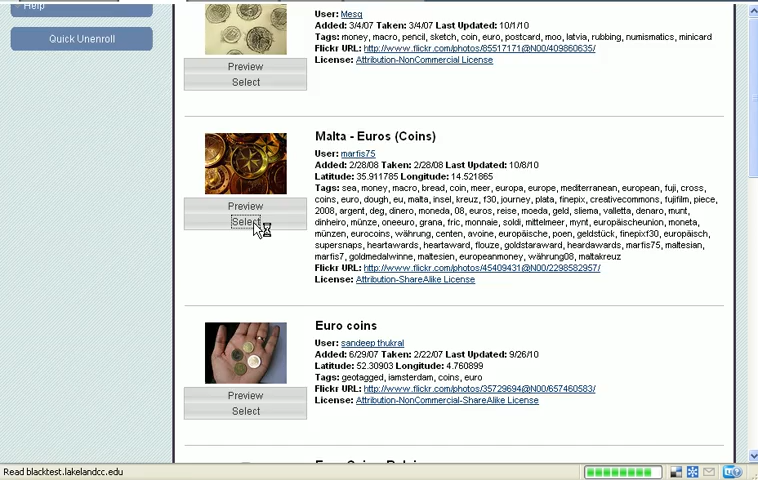 Help
Quick Unenroll
User: Mesq
Added: 3/4/07 Taken: 3/4/07 Last Updated: 10/1/10
Tags: money, macro, pencil, sketch, coin, euro, postcard, moo, latvia, rubbing, numismatics, minicard
Flickr URL: http://www.flickr.com/photos/85517171@N00/409860635/
License: Attribution-NonCommercial License
Preview
Select
Malta - Euros (Coins)
User: marfis75
Added: 2/28/08 Taken: 2/28/08 Last Updated: 10/8/10
Latitude: 35.911785 Longitude: 14.521865
Tags: sea, money, macro, bread, coin, meer, europa, europe, mediterranean, european, fuji, cross,
coins, euro, dough, eu, malta, insel, kreuz, f30, journey, plata, finepix, creativecommons, fujifilm, piece,
2008, argent, deg, dinero, moneda, 08, euros, reise, moeda, geld, sliema, valletta, denaro, munt,
dinheiro, münze, oneeuro, grana, fric, monnaie, soldi, mittelmeer, mynt, europäischeunion, moneta,
münzen, eurocoins, währung, centen, avoine, europäische, poen, geldstück, finepixf30, europäisch,
supersnaps, heartawards, heartaward, flouze, goldstaraward, heardawards, marfis75, maltesian,
marfis7, goldmedalwinne, maltesien, europeanmoney, währung08, maltakreuz
Flickr URL: http://www.flickr.com/photos/45409431@N00/2298582957/
License: Attribution-ShareAlike License
Preview
Select
Euro coins
User: sandeep thukral
Added: 6/29/07 Taken: 2/22/07 Last Updated: 9/26/10
Latitude: 52.30903 Longitude: 4.760899
Tags: geotagged, iamsterdam, coins, euro
Flickr URL: http://www.flickr.com/photos/35729694@N00/657460583/
License: Attribution-NonCommercial-ShareAlike License
Preview
Select
Read blacktest.lakelandcc.edu